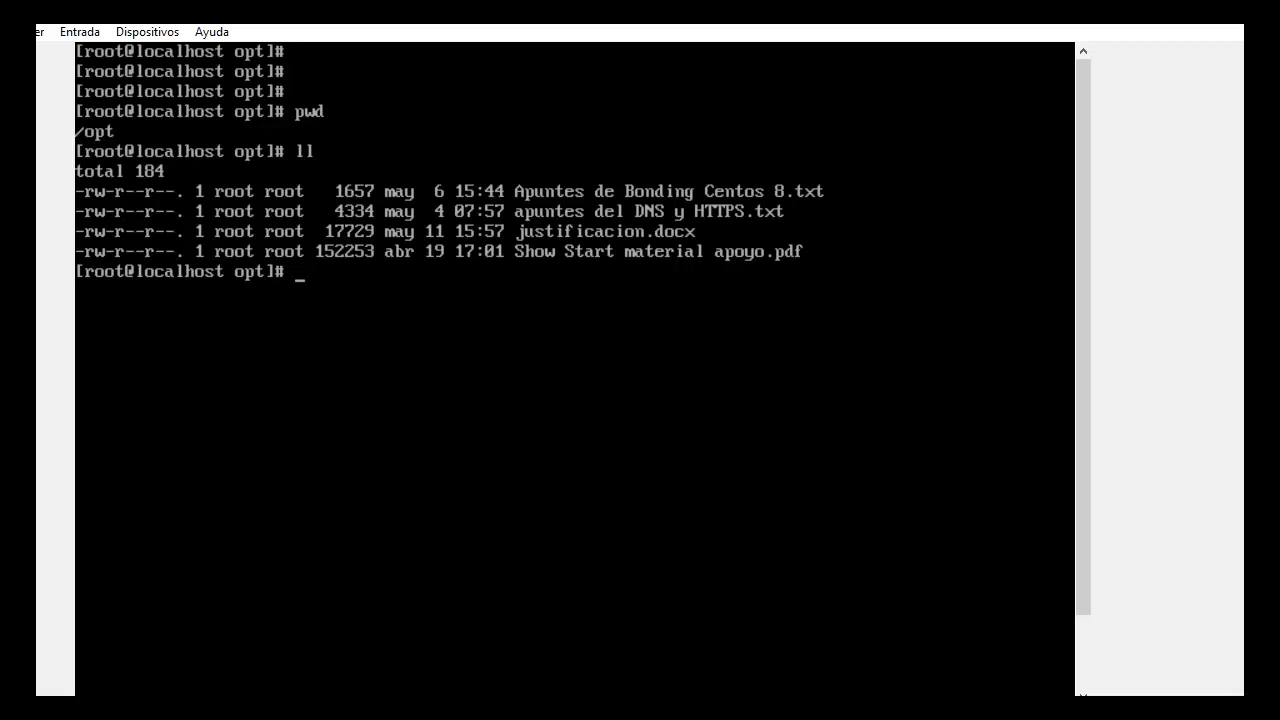 er Entrada Dispositivos Ayuda
[root@localhost opt]#
[root@localhost opt]#
[root@localhost opt]#
[root@localhost opt]# pwd
/opt
[root@localhost opt]# ll
total 184
-rw-r--r--. 1 root root   1657 may  6 15:44 Apuntes de Bonding Centos 8.txt
-rw-r--r--. 1 root root   4334 may  4 07:57 apuntes del DNS y HTTPS.txt
-rw-r--r--. 1 root root  17729 may 11 15:57 justificacion.docx
-rw-r--r--. 1 root root 152253 abr 19 17:01 Show Start material apoyo.pdf
[root@localhost opt]# _